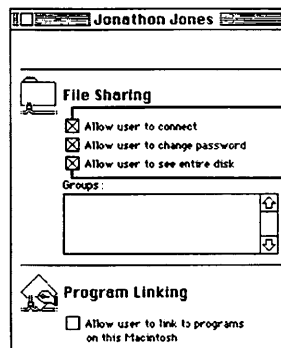 Jonathon Jones
File Sharing
Allow user to connect
Allow user to change password
Allow user to see entire disk
Groups:
Program Linking
Allow user to link to programs
on this Macintosh